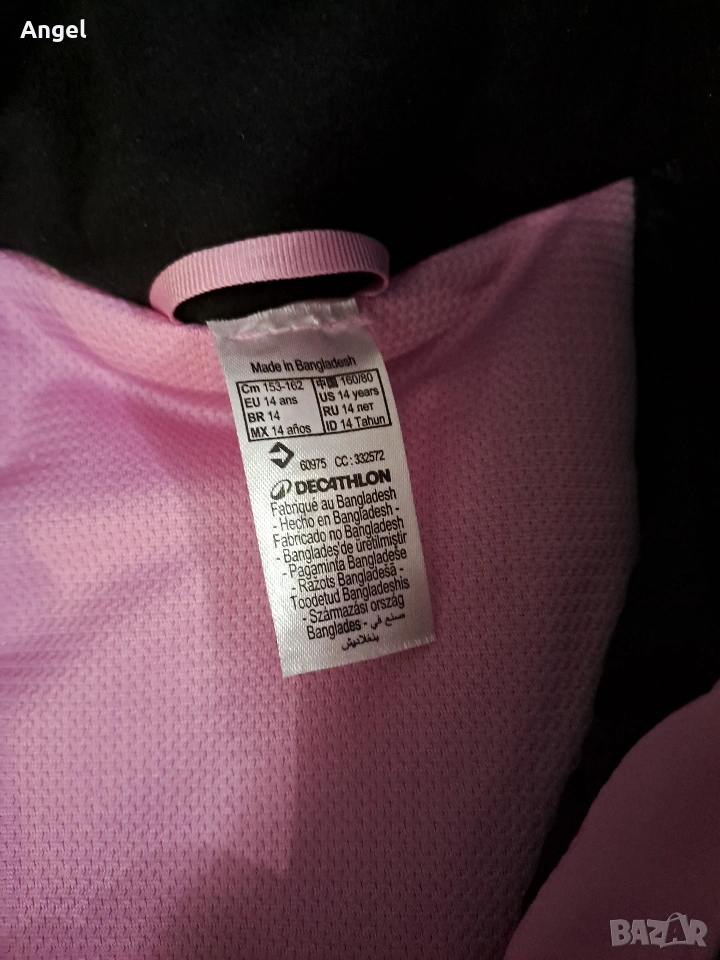 Angel
Made in Bangladesh
Cm 153-162 中国 160/80
EU 14 ans US 14 years
BR 14 RU 14 лет
MX 14 años ID 14 Tahun
60975 CC : 332572
DECATHLON
Fabriqué au Bangladesh
- Hecho en Bangladesh -
Fabricado no Bangladesh
- Bangladeş'de üretilmiştir
- Pagaminta Bangladeše
- Ražots Bangladešā -
Toodetud Bangladeshis
- Származási ország
Banglades - صنع في
بنغلاديش
BAZAR